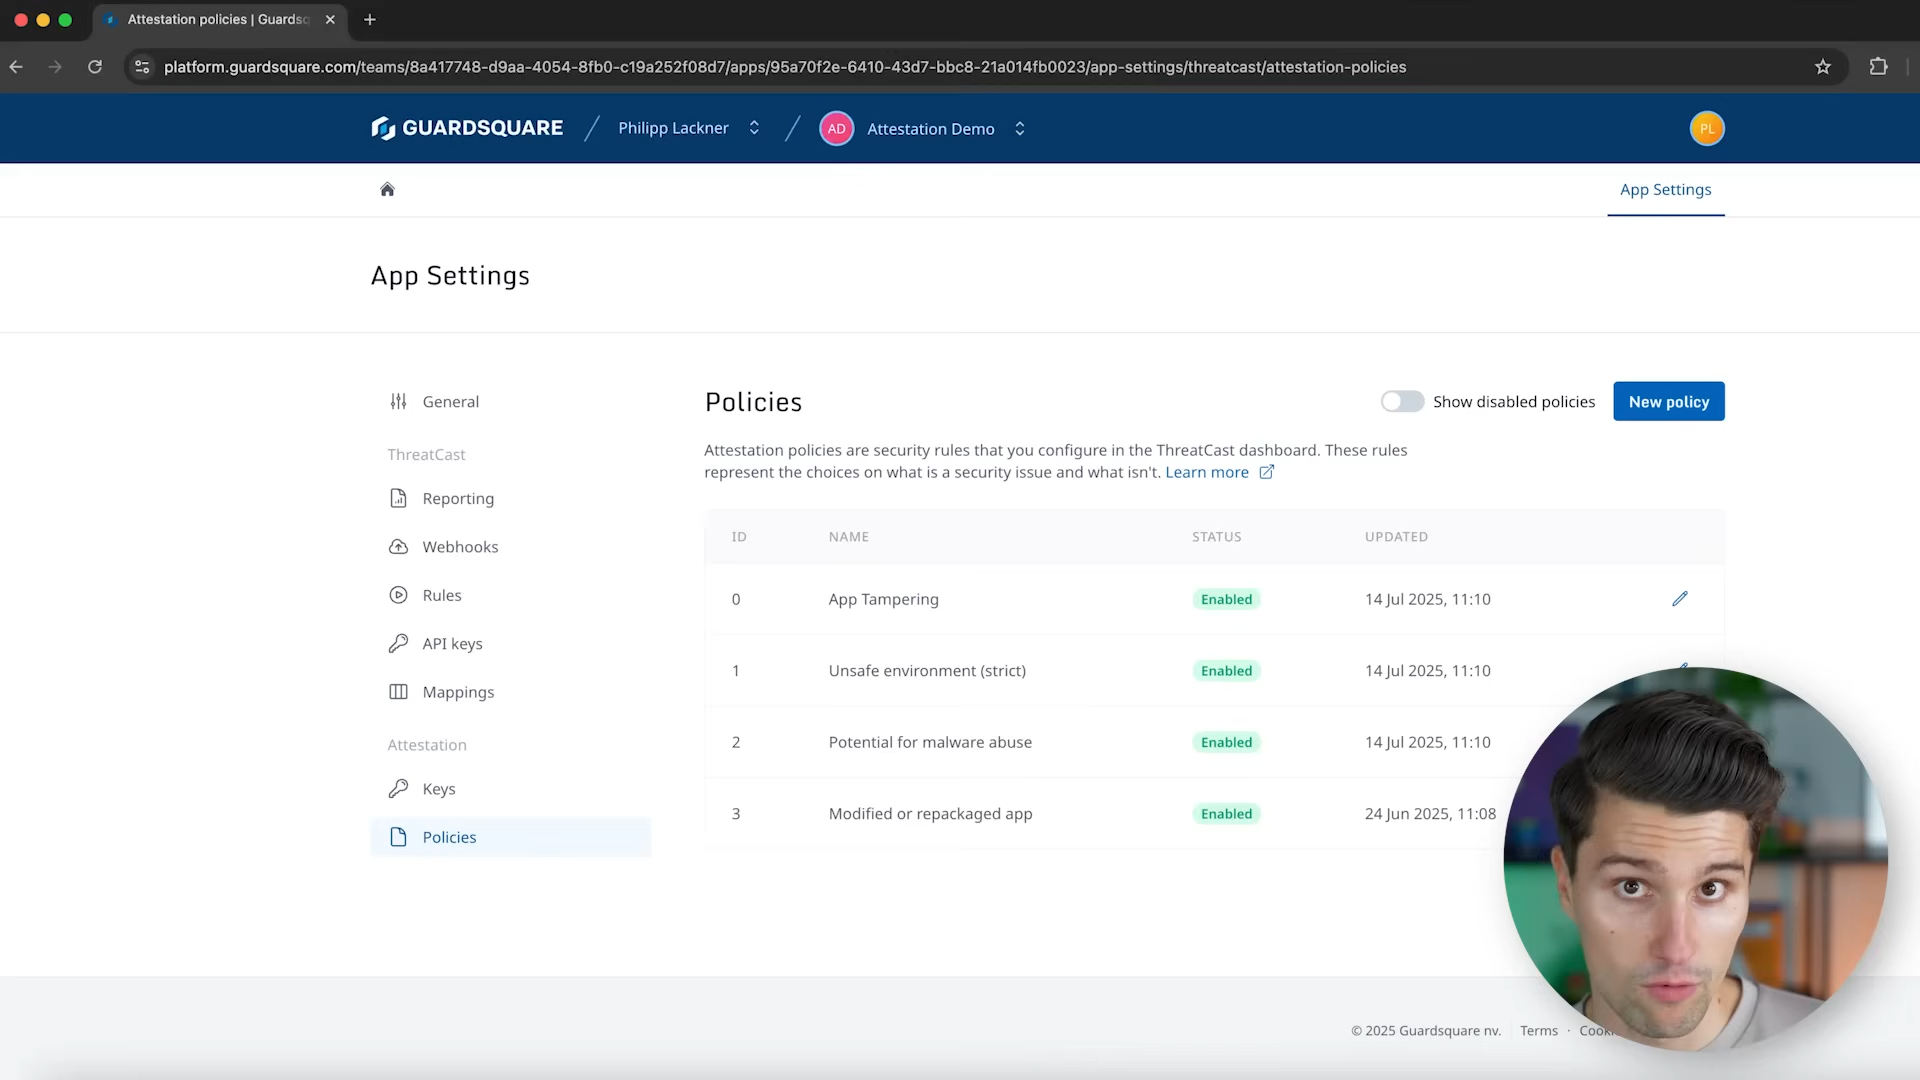 Attestation policies | Guardsq
platform.guardsquare.com/teams/8a417748-d9aa-4054-8fb0-c19a252f08d7/apps/95a70f2e-6410-43d7-bbc8-21a014fb0023/app-settings/threatcast/attestation-policies
GUARDSQUARE
Philipp Lackner
AD Attestation Demo
PL
App Settings
App Settings
General
ThreatCast
Reporting
Webhooks
Rules
API keys
Mappings
Attestation
Keys
Policies
Policies
Show disabled policies
New policy
Attestation policies are security rules that you configure in the ThreatCast dashboard. These rules
represent the choices on what is a security issue and what isn't. Learn more
ID NAME STATUS UPDATED
0 App Tampering Enabled 14 Jul 2025, 11:10
1 Unsafe environment (strict) Enabled 14 Jul 2025, 11:10
2 Potential for malware abuse Enabled 14 Jul 2025, 11:10
3 Modified or repackaged app Enabled 24 Jun 2025, 11:08
© 2025 Guardsquare nv. Terms ·